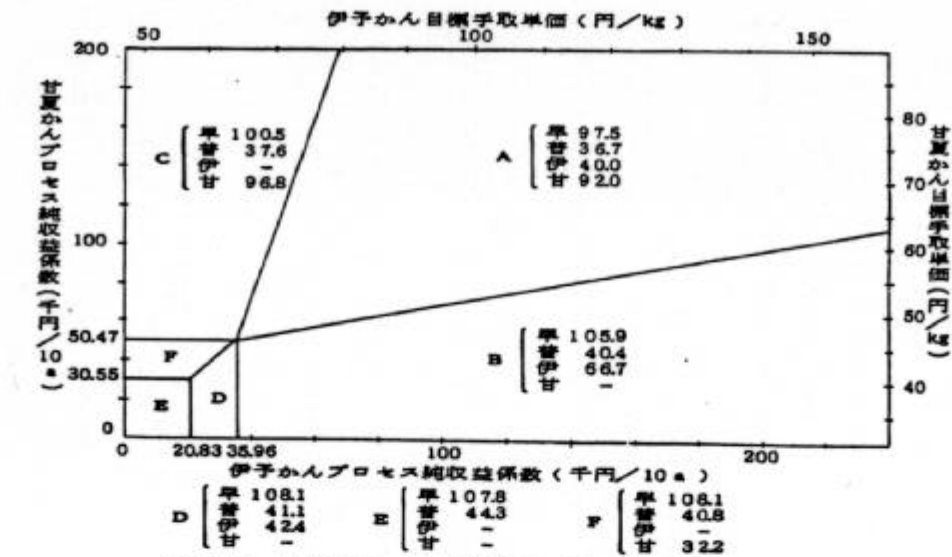 伊予かん目標手取単価（円／kg）
50 100 150
200
100
50.47
30.55
0
甘夏かんプロセス純収益係数（千円／10a）
C
早 100.5
普 37.6
伊 －
甘 96.8
A
早 97.5
普 36.7
伊 40.0
甘 92.0
80
70
60
50
40
甘夏かん目標手取単価（円／kg）
F
E
D
B
早 105.9
普 40.4
伊 66.7
甘 －
0 20.83 35.96 100 200
伊予かんプロセス純収益係数（千円／10a）
D
早 108.1
普 41.1
伊 42.4
甘 －
E
早 107.8
普 44.3
伊 －
甘 －
F
早 108.1
普 40.8
伊 －
甘 32.2